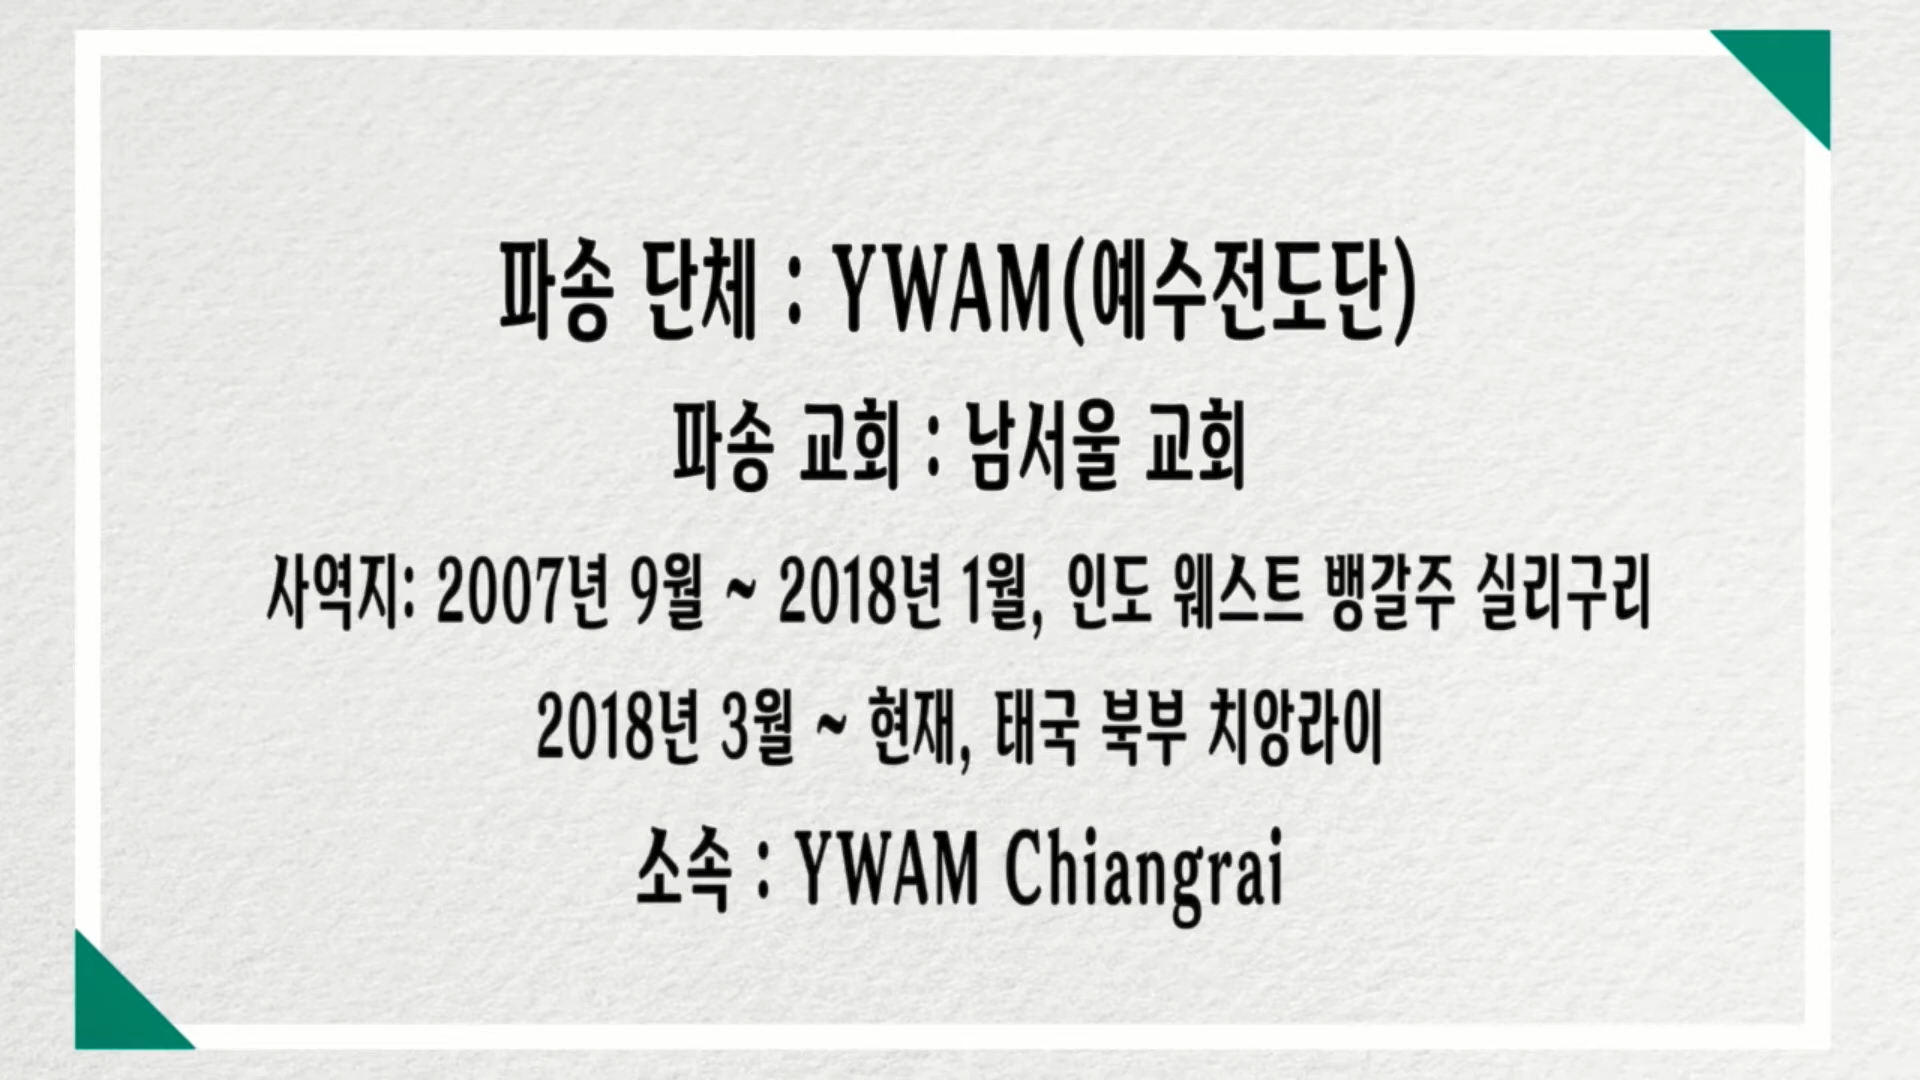 파송 단체 : YWAM(예수전도단)
파송 교회 : 남서울 교회
사역지: 2007년 9월 ~ 2018년 1월, 인도 웨스트 뱅갈주 실리구리
2018년 3월 ~ 현재, 태국 북부 치앙라이
소속 : YWAM Chiangrai